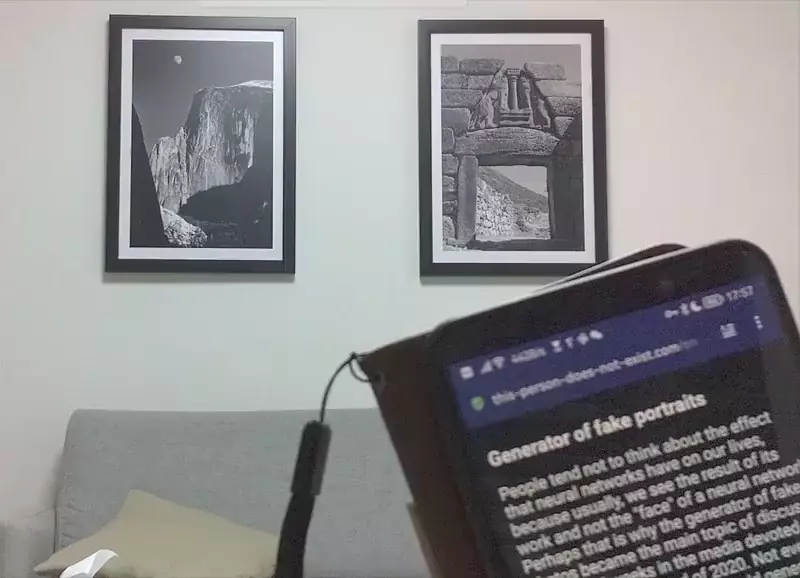 17:57
this-person-does-not-exist.com/en
Generator of fake portraits
People tend not to think about the effect
that neural networks have on our lives,
because usually, we see the result of its
work and not the "face" of a neural network
Perhaps that is why the generator of fake
became the main topic of discus
in the media devoted
of 2020. Not